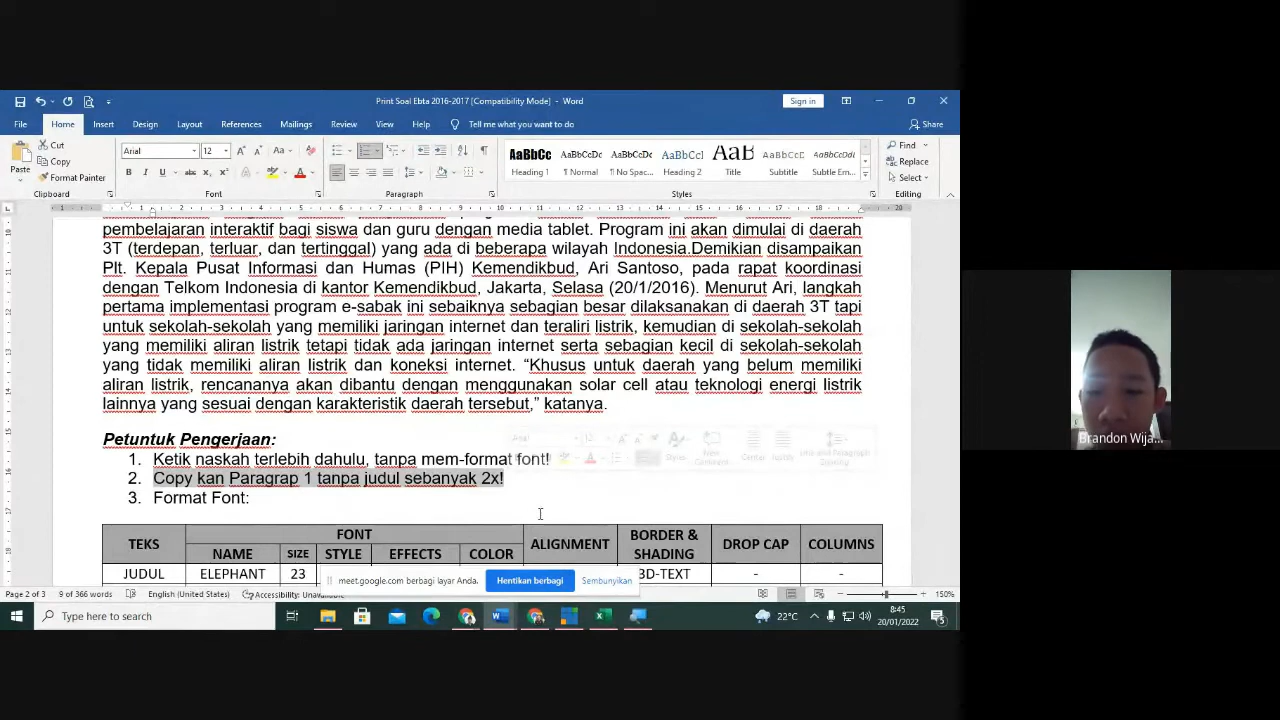 Print Soal Ebta 2016-2017 [Compatibility Mode] - Word
Sign in
File Home Insert Design Layout References Mailings Review View Help Tell me what you want to do Share
Paste
Cut
Copy
Format Painter
Clipboard
Arial 12
Font
Paragraph
AaBbCc AaBbCcDc AaBbCcDc AaBbCcI AaB AaBbCcD AaBbCcDc
Heading 1 ¶ Normal ¶ No Spac... Heading 2 Title Subtitle Subtle Em...
Styles
Find
Replace
Select
Editing
pembelajaran interaktif bagi siswa dan guru dengan media tablet. Program ini akan dimulai di daerah
3T (terdepan, terluar, dan tertinggal) yang ada di beberapa wilayah Indonesia.Demikian disampaikan
Plt. Kepala Pusat Informasi dan Humas (PIH) Kemendikbud, Ari Santoso, pada rapat koordinasi
dengan Telkom Indonesia di kantor Kemendikbud, Jakarta, Selasa (20/1/2016). Menurut Ari, langkah
pertama implementasi program e-sabak ini sebaiknya sebagian besar dilaksanakan di daerah 3T tapi
untuk sekolah-sekolah yang memiliki jaringan internet dan teraliri listrik, kemudian di sekolah-sekolah
yang memiliki aliran listrik tetapi tidak ada jaringan internet serta sebagian kecil di sekolah-sekolah
yang tidak memiliki aliran listrik dan koneksi internet. “Khusus untuk daerah yang belum memiliki
aliran listrik, rencananya akan dibantu dengan menggunakan solar cell atau teknologi energi listrik
lainnya yang sesuai dengan karakteristik daerah tersebut,” katanya.
Petuntuk Pengerjaan:
1. Ketik naskah terlebih dahulu, tanpa mem-format font!
2. Copy kan Paragrap 1 tanpa judul sebanyak 2x!
3. Format Font:
TEKS FONT ALIGNMENT BORDER & SHADING DROP CAP COLUMNS
NAME SIZE STYLE EFFECTS COLOR
JUDUL ELEPHANT 23 3D-TEXT - -
meet.google.com berbagi layar Anda. Hentikan berbagi Sembunyikan
Page 2 of 3 9 of 366 words English (United States) Accessibility: Unavailable 150%
Type here to search
22°C
8:45
20/01/2022
5
Brandon Wija...